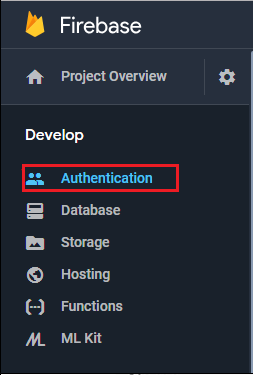 Firebase
Project Overview
Develop
Authentication
Database
Storage
Hosting
Functions
ML Kit